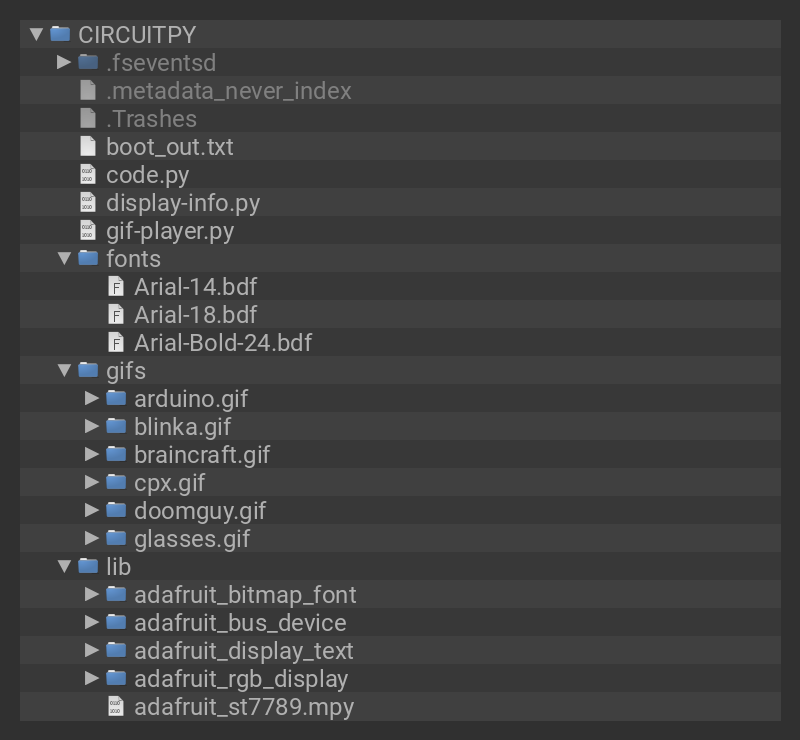 CIRCUITPY
.fseventsd
.metadata_never_index
.Trashes
boot_out.txt
code.py
display-info.py
gif-player.py
fonts
Arial-14.bdf
Arial-18.bdf
Arial-Bold-24.bdf
gifs
arduino.gif
blinka.gif
braincraft.gif
cpx.gif
doomguy.gif
glasses.gif
lib
adafruit_bitmap_font
adafruit_bus_device
adafruit_display_text
adafruit_rgb_display
adafruit_st7789.mpy